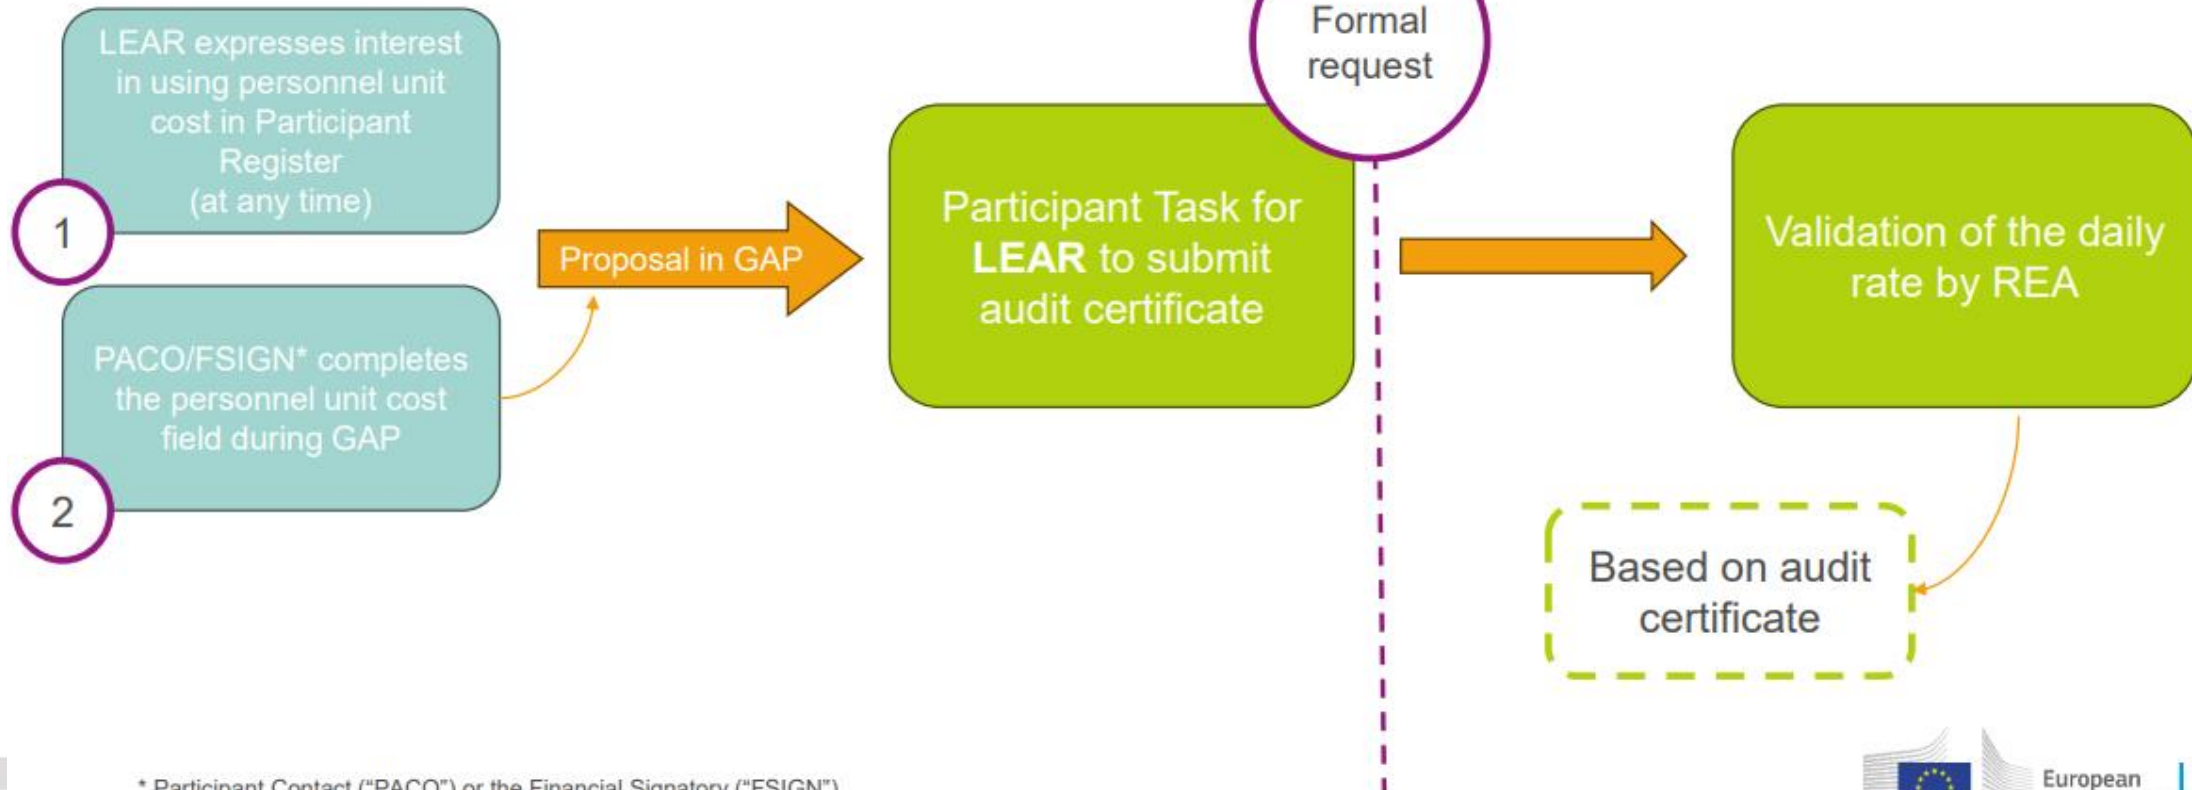 LEAR expresses interest
in using personnel unit
cost in Participant
Register
(at any time)
1
PACO/FSIGN* completes
the personnel unit cost
field during GAP
2
Proposal in GAP
Participant Task for
LEAR to submit
audit certificate
Formal
request
Validation of the daily
rate by REA
Based on audit
certificate
* Participant Contact ("PACO") or the Financial Signatory ("FSIGN")
European